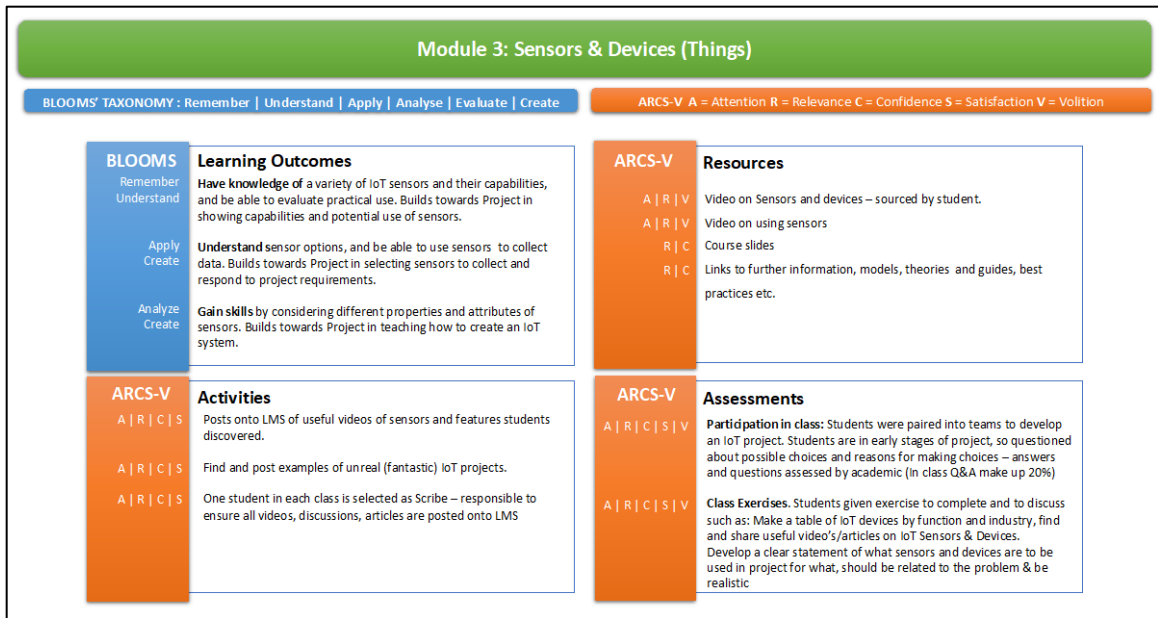 Module 3: Sensors & Devices (Things)
BLOOMS' TAXONOMY : Remember | Understand | Apply | Analyse | Evaluate | Create
ARCS-V A = Attention R = Relevance C = Confidence S = Satisfaction V = Volition
BLOOMS
Remember
Understand
Apply
Create
Analyze
Create
Learning Outcomes
Have knowledge of a variety of IoT sensors and their capabilities,
and be able to evaluate practical use. Builds towards Project in
showing capabilities and potential use of sensors.
Understand sensor options, and be able to use sensors to collect
data. Builds towards Project in selecting sensors to collect and
respond to project requirements.
Gain skills by considering different properties and attributes of
sensors. Builds towards Project in teaching how to create an IoT
system.
ARCS-V
Resources
A | R | V Video on Sensors and devices – sourced by student.
A | R | V Video on using sensors
R | C Course slides
R | C Links to further information, models, theories and guides, best
practices etc.
ARCS-V
Activities
A | R | C | S Posts onto LMS of useful videos of sensors and features students
discovered.
A | R | C | S Find and post examples of unreal (fantastic) IoT projects.
A | R | C | S One student in each class is selected as Scribe – responsible to
ensure all videos, discussions, articles are posted onto LMS
ARCS-V
Assessments
A | R | C | S | V Participation in class: Students were paired into teams to develop
an IoT project. Students are in early stages of project, so questioned
about possible choices and reasons for making choices – answers
and questions assessed by academic (In class Q&A make up 20%)
A | R | C | S | V Class Exercises. Students given exercise to complete and to discuss
such as: Make a table of IoT devices by function and industry, find
and share useful video's/articles on IoT Sensors & Devices.
Develop a clear statement of what sensors and devices are to be
used in project for what, should be related to the problem & be
realistic